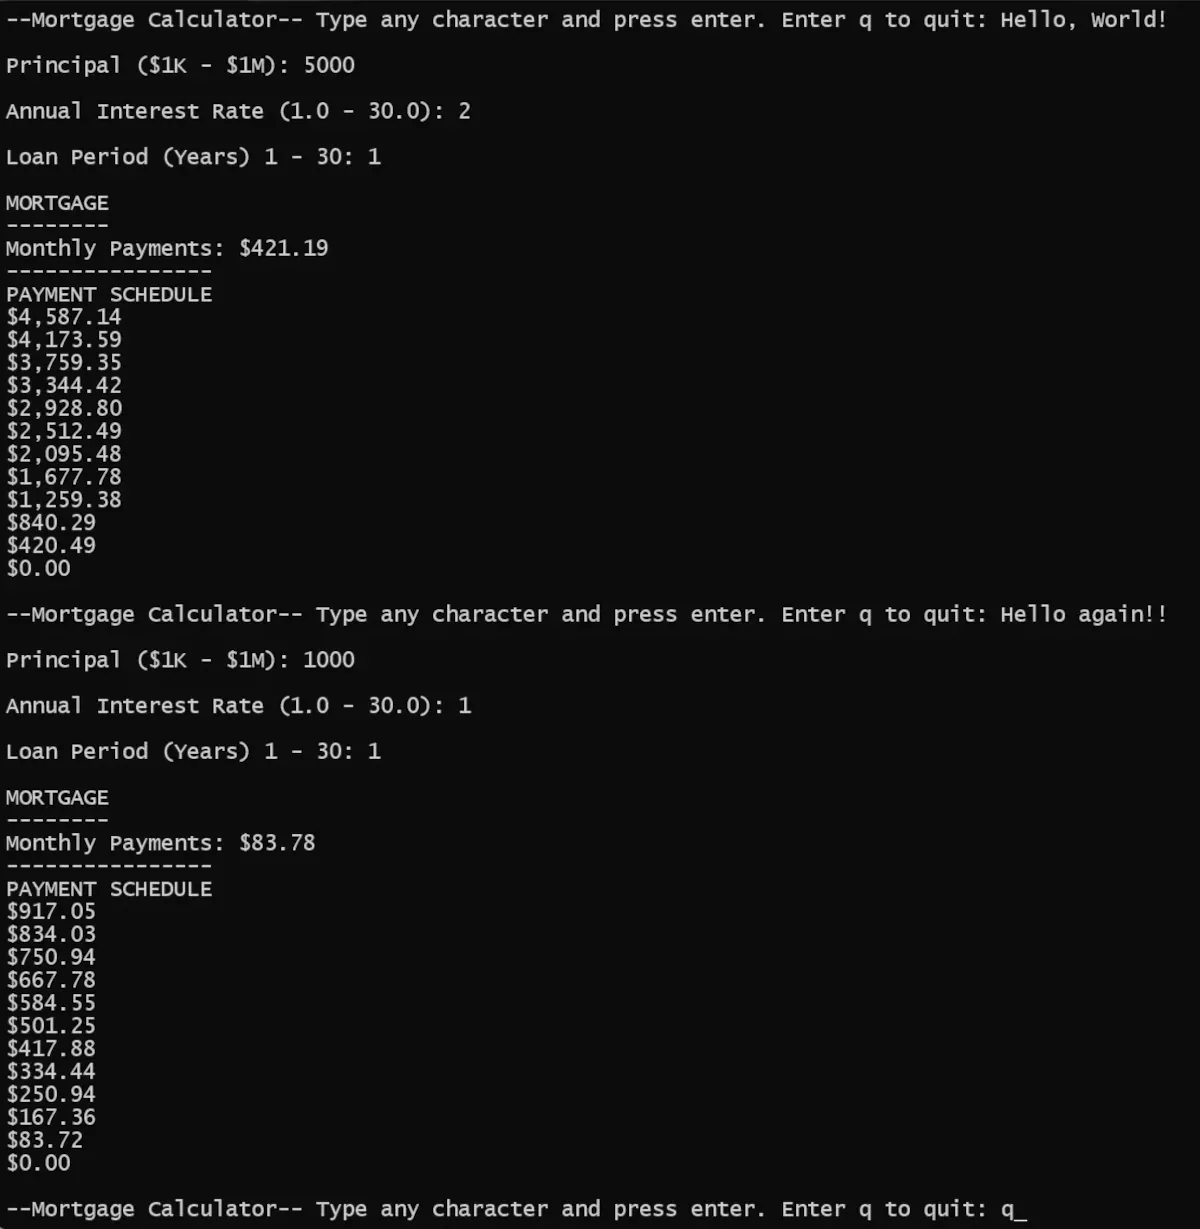 --Mortgage Calculator-- Type any character and press enter. Enter q to quit: Hello, World!
Principal ($1K - $1M): 5000
Annual Interest Rate (1.0 - 30.0): 2
Loan Period (Years) 1 - 30: 1
MORTGAGE
--------
Monthly Payments: $421.19
----------------
PAYMENT SCHEDULE
$4,587.14
$4,173.59
$3,759.35
$3,344.42
$2,928.80
$2,512.49
$2,095.48
$1,677.78
$1,259.38
$840.29
$420.49
$0.00
--Mortgage Calculator-- Type any character and press enter. Enter q to quit: Hello again!!
Principal ($1K - $1M): 1000
Annual Interest Rate (1.0 - 30.0): 1
Loan Period (Years) 1 - 30: 1
MORTGAGE
--------
Monthly Payments: $83.78
----------------
PAYMENT SCHEDULE
$917.05
$834.03
$750.94
$667.78
$584.55
$501.25
$417.88
$334.44
$250.94
$167.36
$83.72
$0.00
--Mortgage Calculator-- Type any character and press enter. Enter q to quit: q_